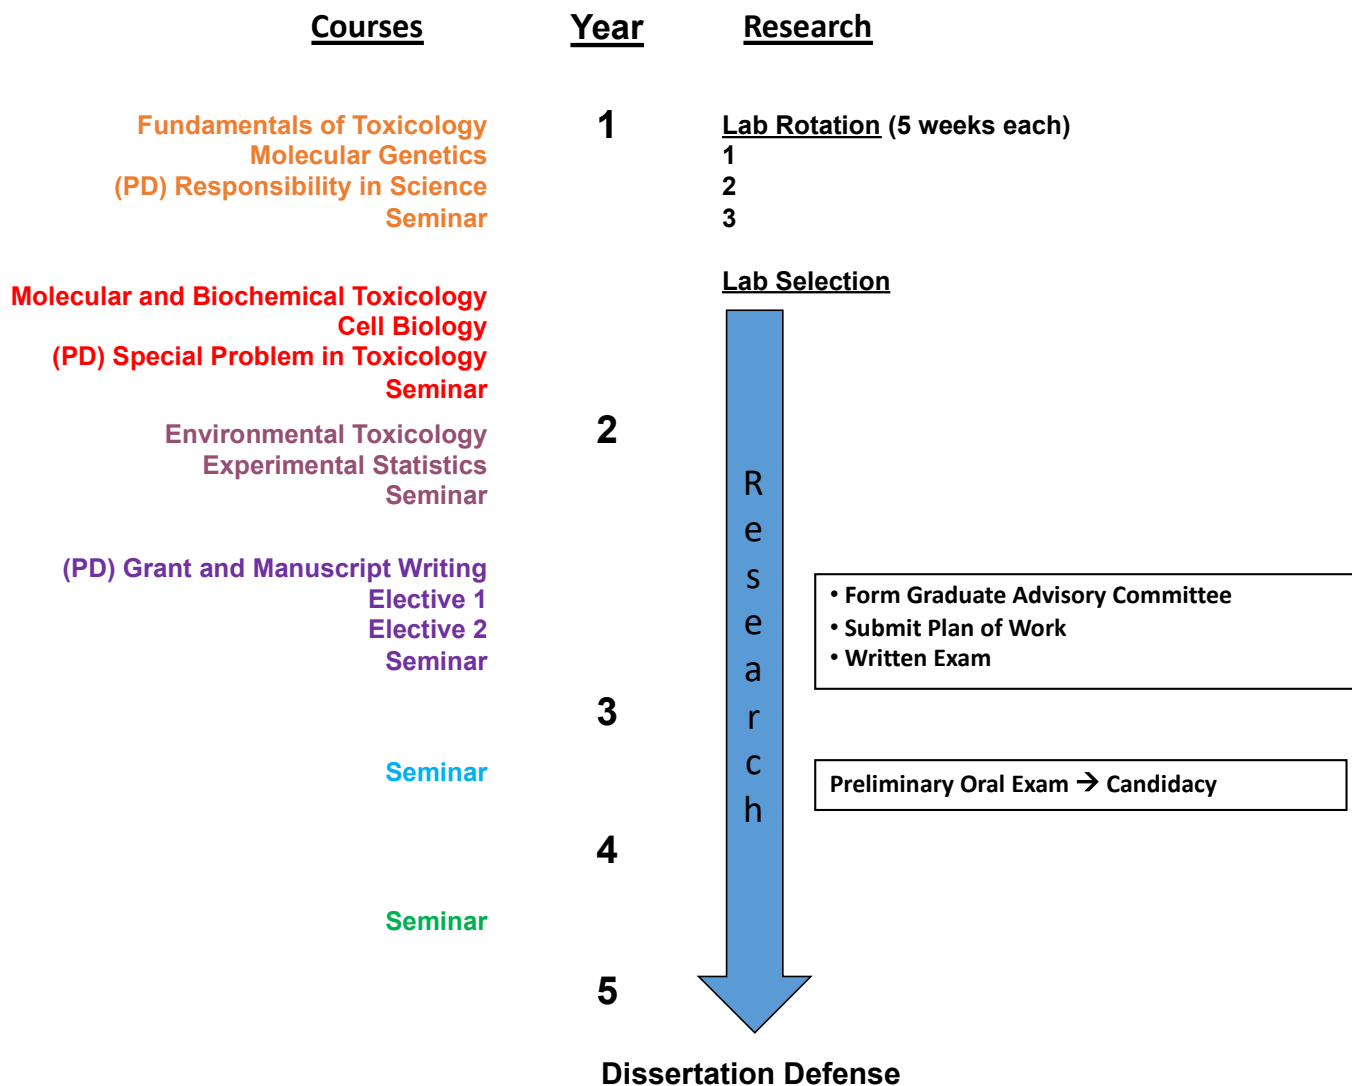 Courses Year Research
Fundamentals of Toxicology 1 Lab Rotation (5 weeks each)
Molecular Genetics 1
(PD) Responsibility in Science 2
Seminar 3
Lab Selection
Molecular and Biochemical Toxicology
Cell Biology
(PD) Special Problem in Toxicology
Seminar
Environmental Toxicology 2
Experimental Statistics
Seminar
Research
(PD) Grant and Manuscript Writing
Elective 1
Elective 2
Seminar
• Form Graduate Advisory Committee
• Submit Plan of Work
• Written Exam
3
Seminar
Preliminary Oral Exam → Candidacy
4
Seminar
5
Dissertation Defense